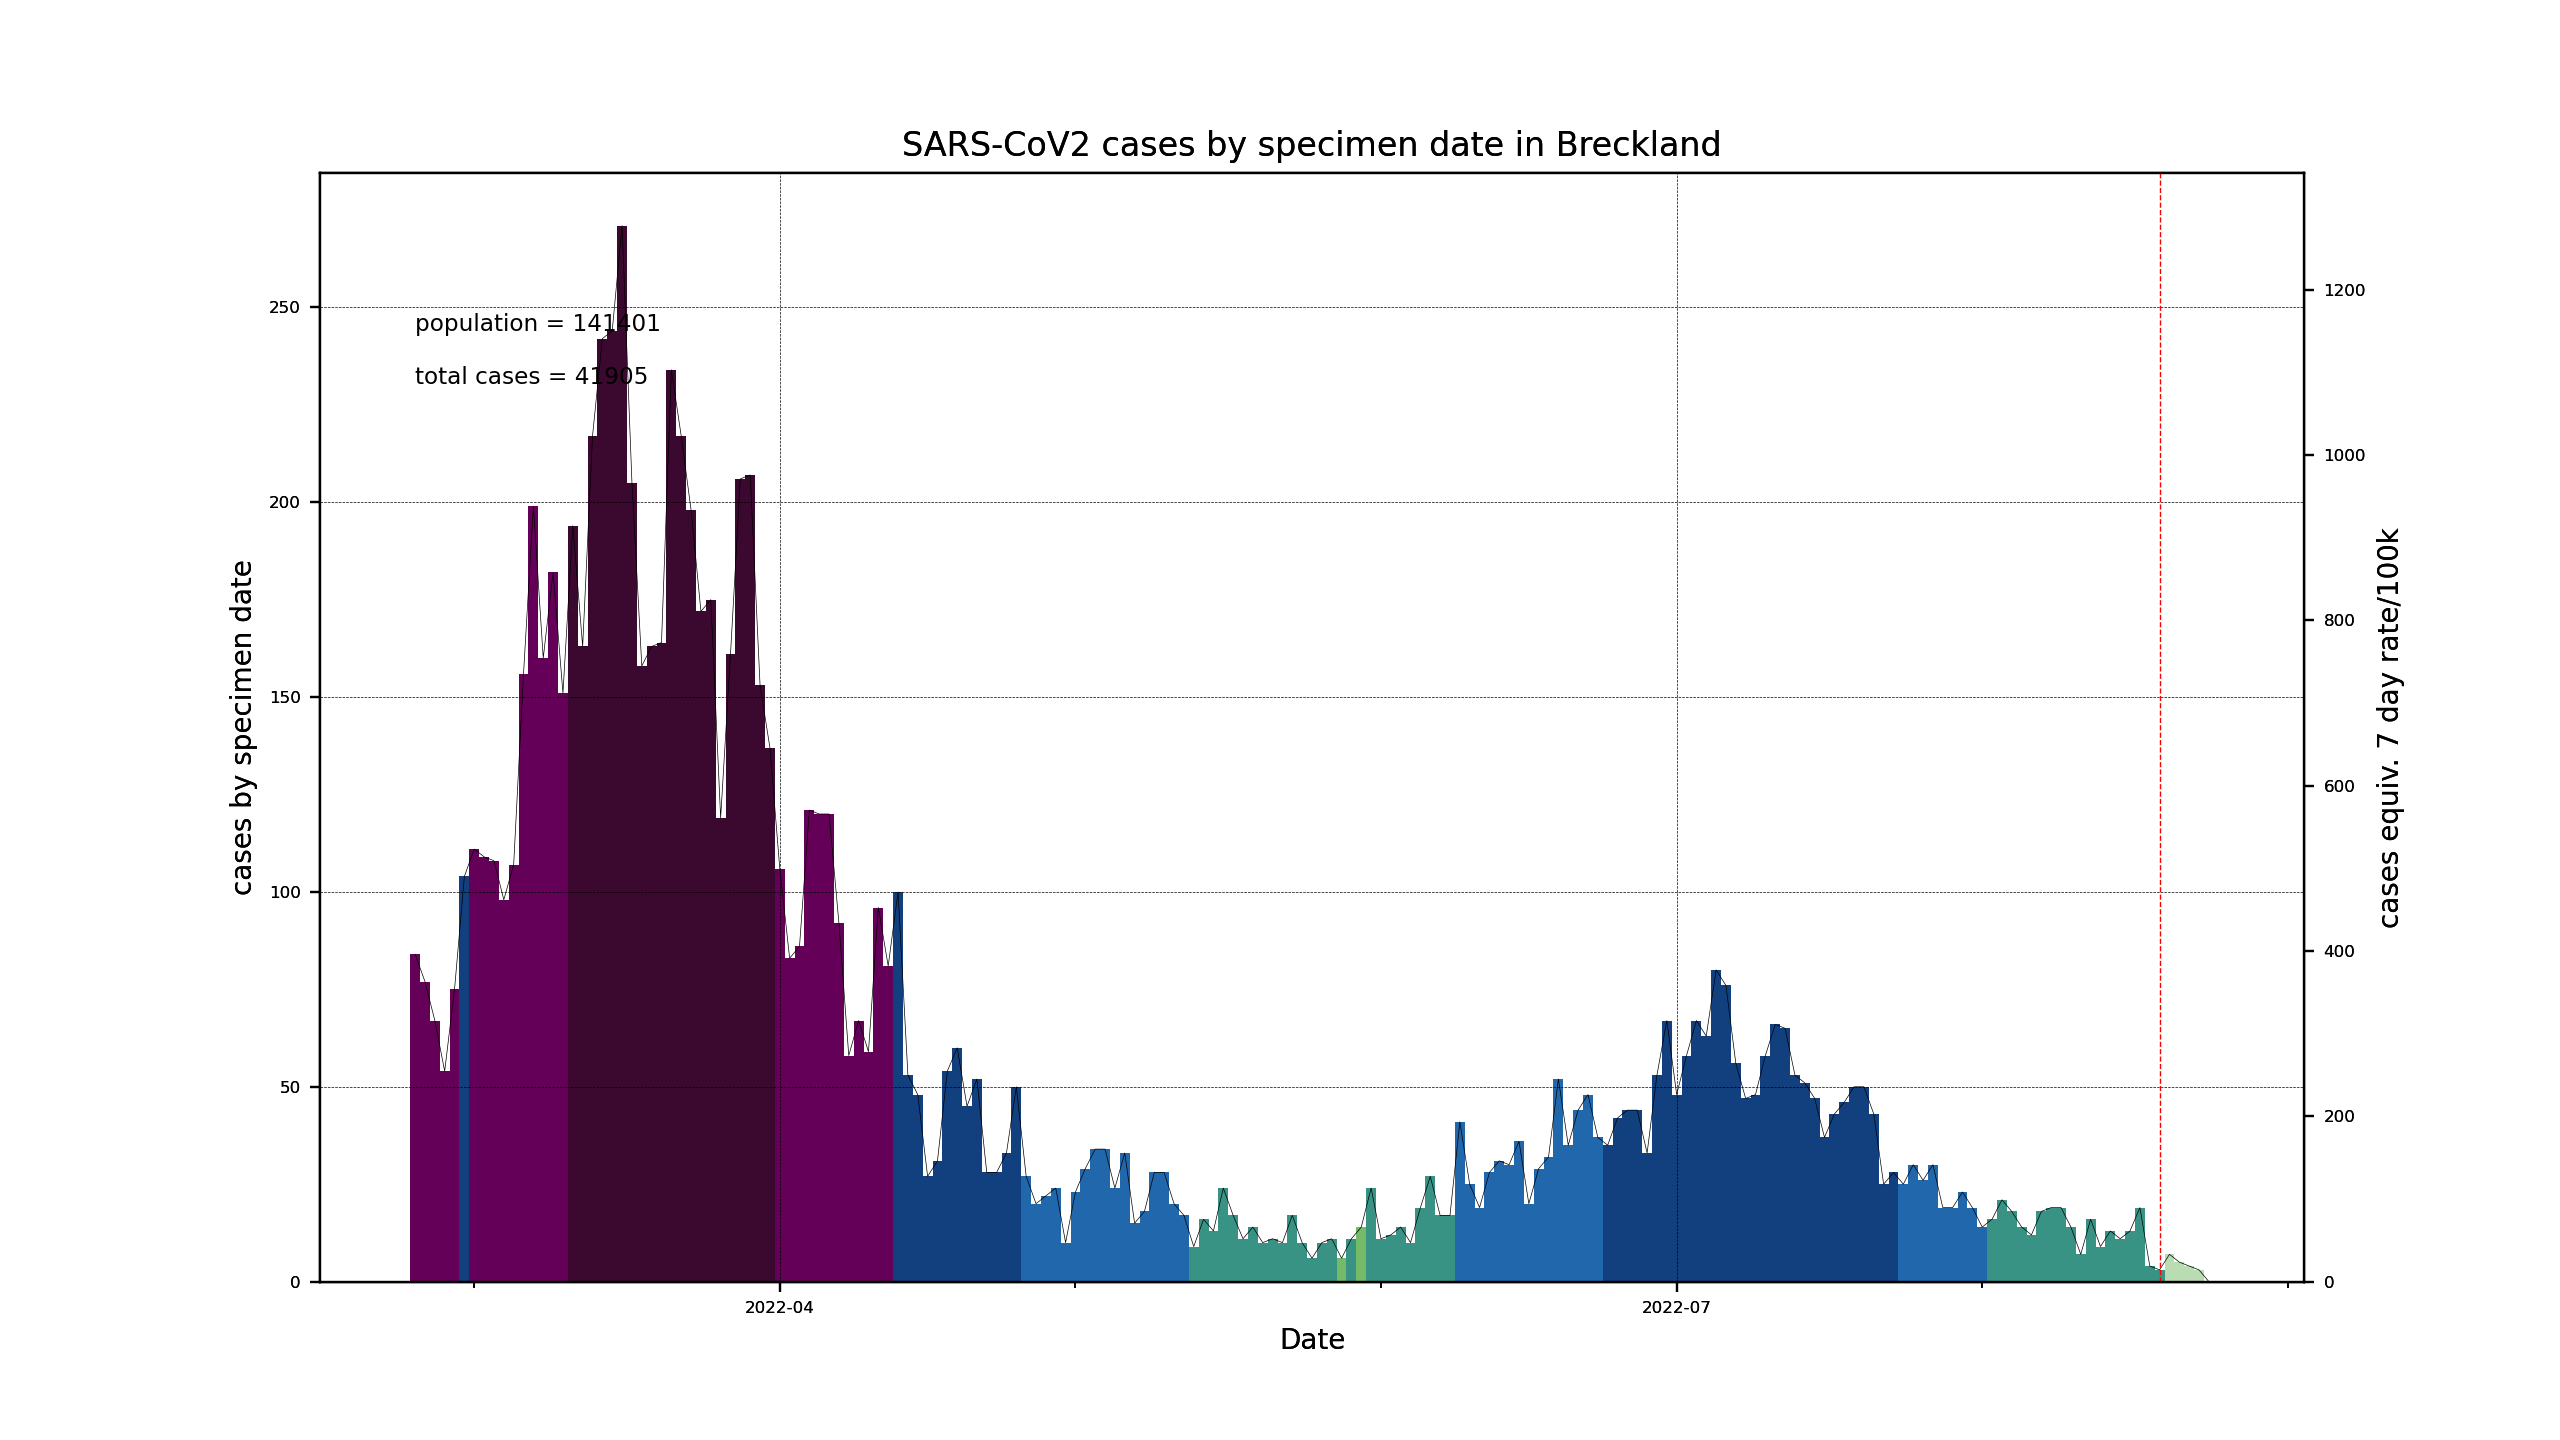 SARS-CoV2 cases by specimen date in Breckland
population = 141401
total cases = 41905
cases by specimen date
250
200
150
100
50
0
1200
1000
800
600
400
200
0
cases equiv. 7 day rate/100k
2022-04
2022-07
Date